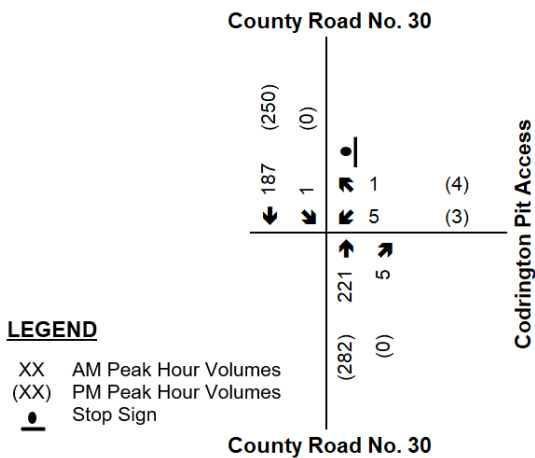 County Road No. 30
(250)
(0)
187
1
1 (4)
5 (3)
221
5
(282)
(0)
Codrington Pit Access
LEGEND
XX AM Peak Hour Volumes
(XX) PM Peak Hour Volumes
Stop Sign
County Road No. 30